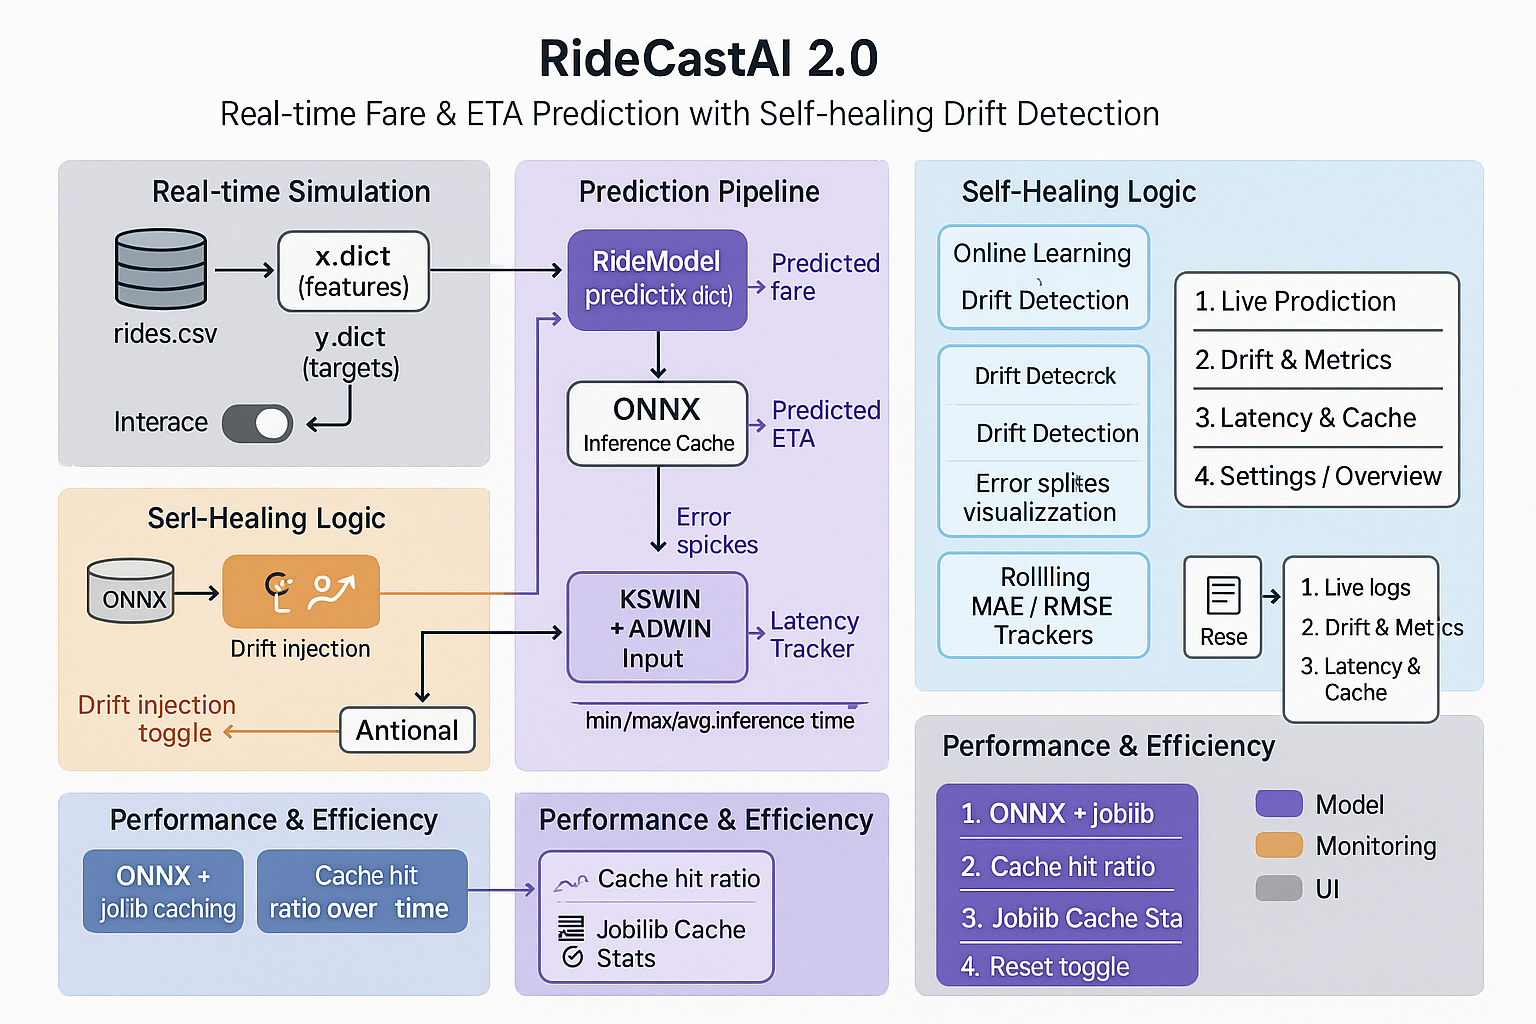 RideCastAI 2.0
Real-time Fare & ETA Prediction with Self-healing Drift Detection
Real-time Simulation
rides.csv
x.dict
(features)
y.dict
(targets)
Interace
Serl-Healing Logic
ONNX
Drift injection
Drift injection
toggle
Antional
Performance & Efficiency
ONNX +
joliib caching
Cache hit
ratio over time
Prediction Pipeline
RideModel
predictix dict)
Predicted
fare
ONNX
Inference Cache
Predicted
ETA
Error
spickes
KSWIN
+ ADWIN
Input
Latency
Tracker
min/max/avg.inference time
Performance & Efficiency
Cache hit ratio
Jobilib Cache
Stats
Self-Healing Logic
Online Learning
Drift Detection
Drift Detecrck
Drift Detection
Error splites
visualizzation
Rolllling
MAE / RMSE
Trackers
1. Live Prodiction
2. Drift & Metrics
3. Latency & Cache
4. Settings / Overview
Rese
1. Live logs
2. Drift & Metics
3. Latency &
Cache
Performance & Efficiency
1. ONNX + jobiib
2. Cache hit ratio
3. Jobiib Cache Sta
4. Reset toggle
Model
Monitoring
UI